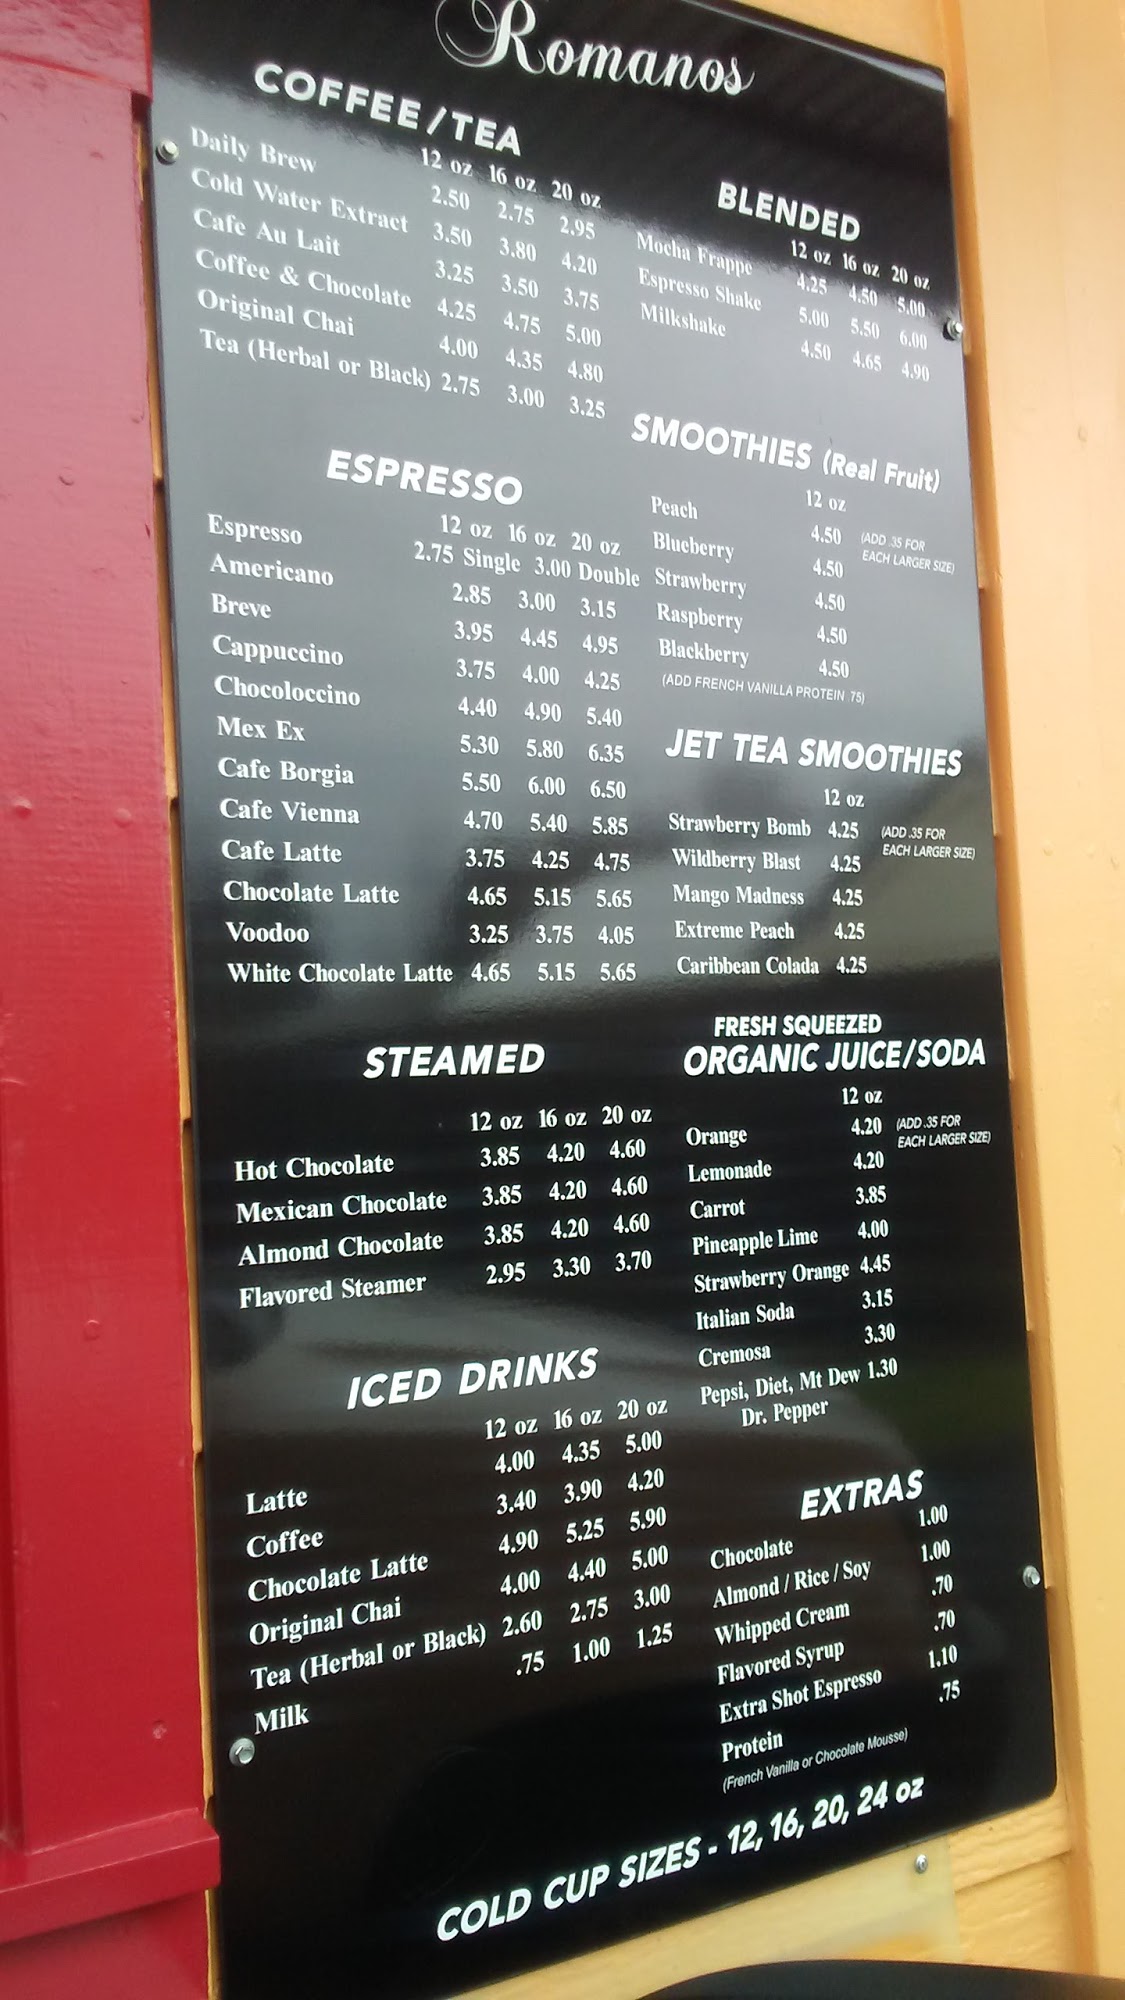 Romanos
COFFEE/TEA
12 oz 16 oz 20 oz
Daily Brew 2.50 2.75 2.95
Cold Water Extract 3.50 3.80 4.20
Cafe Au Lait 3.25 3.50 3.75
Coffee & Chocolate 4.25 4.75 5.00
Original Chai 4.00 4.35 4.80
Tea (Herbal or Black) 2.75 3.00 3.25
ESPRESSO
12 oz 16 oz 20 oz
Espresso 2.75 Single 3.00 Double
Americano 2.85 3.00 3.15
Breve 3.95 4.45 4.95
Cappuccino 3.75 4.00 4.25
Chocoloccino 4.40 4.90 5.40
Mex Ex 5.30 5.80 6.35
Cafe Borgia 5.50 6.00 6.50
Cafe Vienna 4.70 5.40 5.85
Cafe Latte 3.75 4.25 4.75
Chocolate Latte 4.65 5.15 5.65
Voodoo 3.25 3.75 4.05
White Chocolate Latte 4.65 5.15 5.65
STEAMED
12 oz 16 oz 20 oz
Hot Chocolate 3.85 4.20 4.60
Mexican Chocolate 3.85 4.20 4.60
Almond Chocolate 3.85 4.20 4.60
Flavored Steamer 2.95 3.30 3.70
ICED DRINKS
12 oz 16 oz 20 oz
Latte 4.00 4.35 5.00
Coffee 3.40 3.90 4.20
Chocolate Latte 4.90 5.25 5.90
Original Chai 4.00 4.40 5.00
Tea (Herbal or Black) 2.60 2.75 3.00
Milk .75 1.00 1.25
BLENDED
12 oz 16 oz 20 oz
Mocha Frappe 4.25 4.50 5.00
Espresso Shake 5.00 5.50 6.00
Milkshake 4.50 4.65 4.90
SMOOTHIES (Real Fruit)
12 oz
Peach 4.50 (ADD .35 FOR
EACH LARGER SIZE)
Blueberry 4.50
Strawberry 4.50
Raspberry 4.50
Blackberry 4.50
(ADD FRENCH VANILLA PROTEIN .75)
JET TEA SMOOTHIES
12 oz
Strawberry Bomb 4.25 (ADD .35 FOR
EACH LARGER SIZE)
Wildberry Blast 4.25
Mango Madness 4.25
Extreme Peach 4.25
Caribbean Colada 4.25
FRESH SQUEEZED
ORGANIC JUICE/SODA
12 oz
Orange 4.20 (ADD .35 FOR
EACH LARGER SIZE)
Lemonade 4.20
Carrot 3.85
Pineapple Lime 4.00
Strawberry Orange 4.45
Italian Soda 3.15
Cremosa 3.30
Pepsi, Diet, Mt Dew 1.30
Dr. Pepper
EXTRAS
Chocolate 1.00
Almond / Rice / Soy 1.00
Whipped Cream .70
Flavored Syrup .70
Extra Shot Espresso 1.10
Protein .75
(French Vanilla or Chocolate Mousse)
COLD CUP SIZES - 12, 16, 20, 24 oz